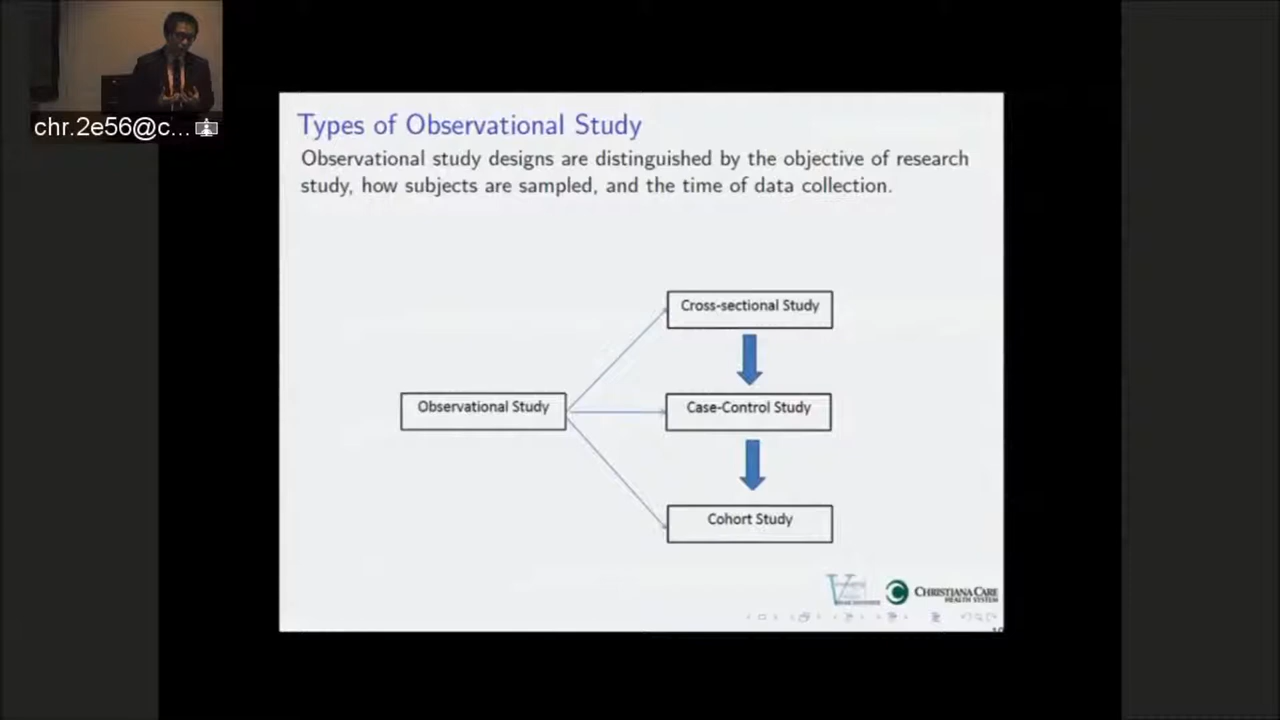 chr.2e56@c...
Types of Observational Study
Observational study designs are distinguished by the objective of research
study, how subjects are sampled, and the time of data collection.
Cross-sectional Study
Observational Study
Case-Control Study
Cohort Study
CHRISTIANA CARE
HEALTH SYSTEM